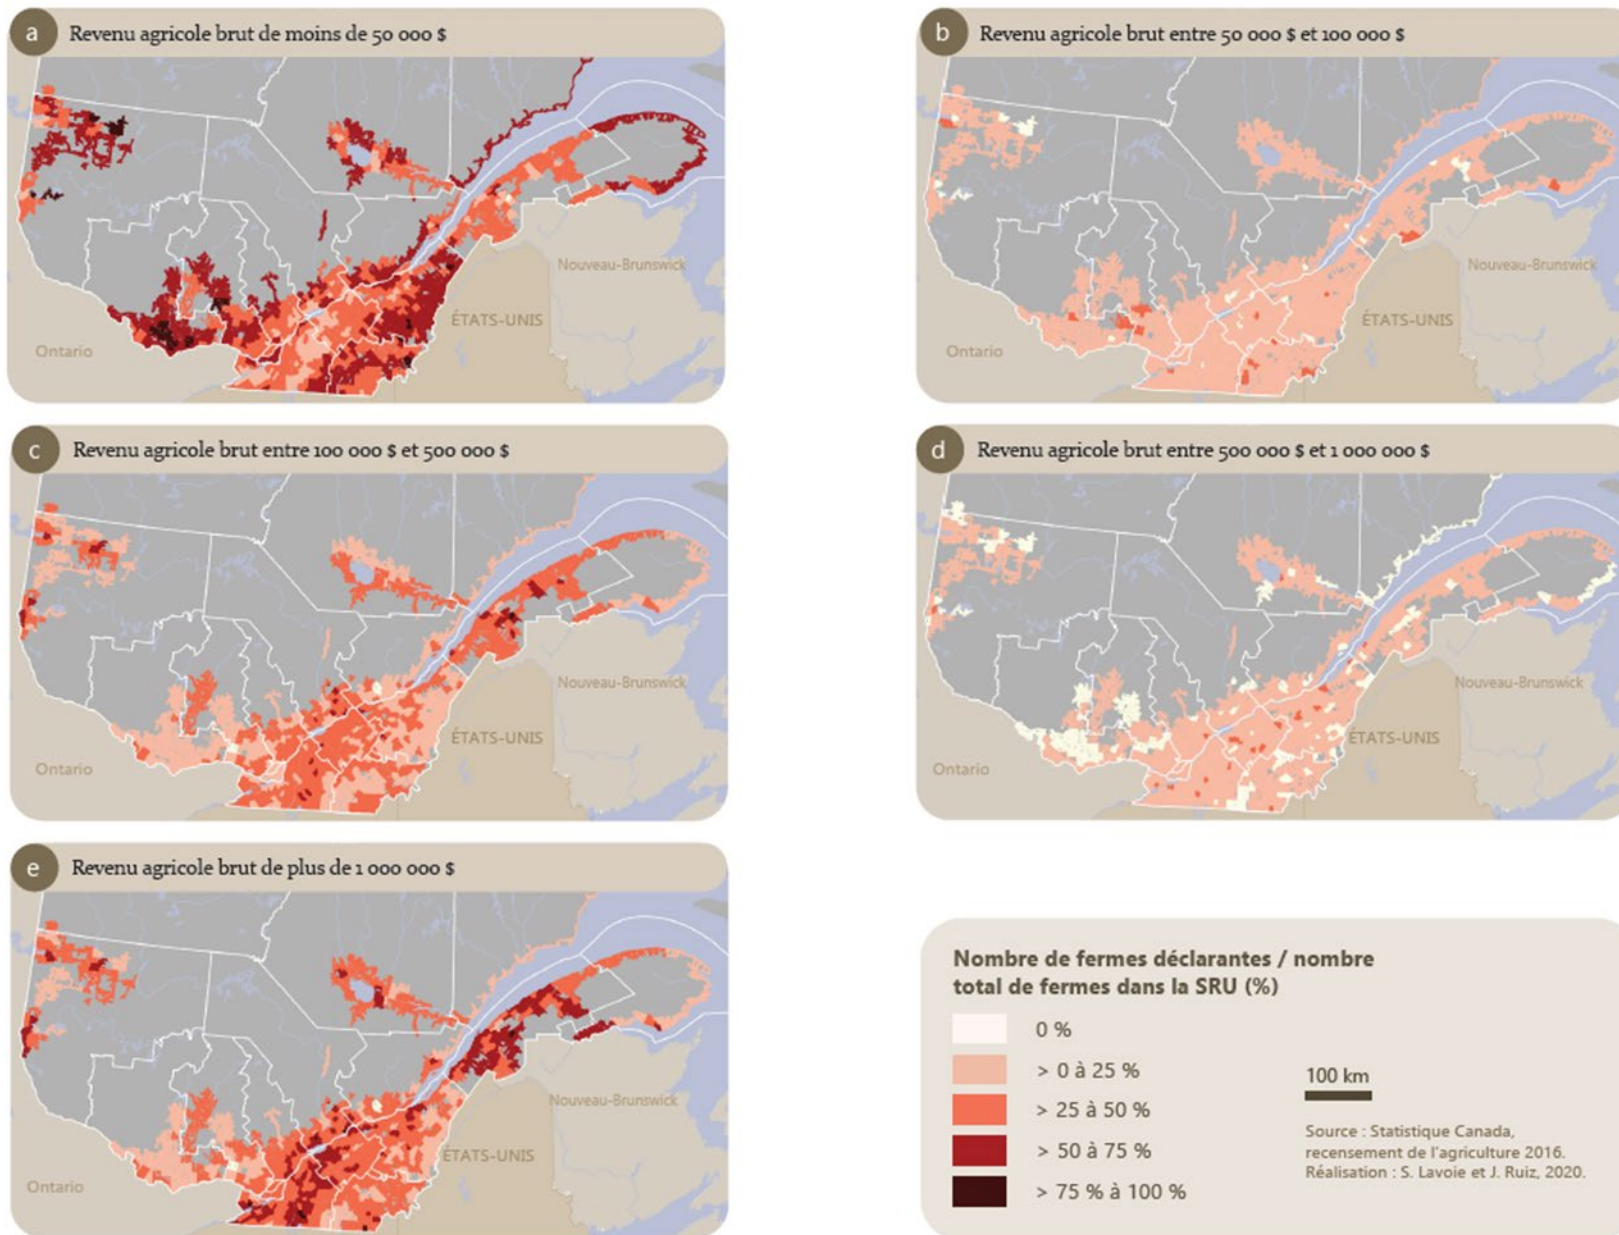 a Revenu agricole brut de moins de 50 000 $
Nouveau-Brunswick
ÉTATS-UNIS
Ontario
b Revenu agricole brut entre 50 000 $ et 100 000 $
Nouveau-Brunswick
ÉTATS-UNIS
Ontario
c Revenu agricole brut entre 100 000 $ et 500 000 $
Nouveau-Brunswick
ÉTATS-UNIS
Ontario
d Revenu agricole brut entre 500 000 $ et 1 000 000 $
Nouveau-Brunswick
ÉTATS-UNIS
Ontario
e Revenu agricole brut de plus de 1 000 000 $
Nouveau-Brunswick
ÉTATS-UNIS
Ontario
Nombre de fermes déclarantes / nombre
total de fermes dans la SRU (%)
0 %
> 0 à 25 %
> 25 à 50 %
> 50 à 75 %
> 75 % à 100 %
100 km
Source : Statistique Canada,
recensement de l'agriculture 2016.
Réalisation : S. Lavoie et J. Ruiz, 2020.